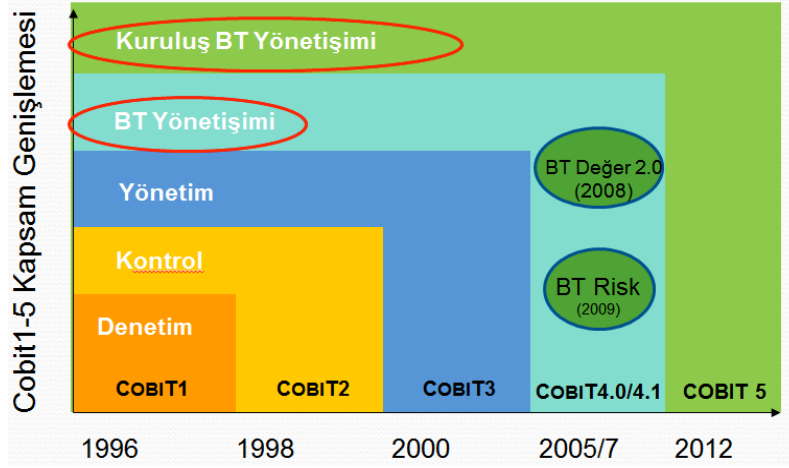 Cobit1-5 Kapsam Genişlemesi
Kuruluş BT Yönetişimi
BT Yönetişimi
BT Değer 2.0
(2008)
Yönetim
Kontrol
BT Risk
(2009)
Denetim
COBIT1
COBIT2
COBIT3
COBIT4.0/4.1
COBIT 5
1996
1998
2000
2005/7
2012